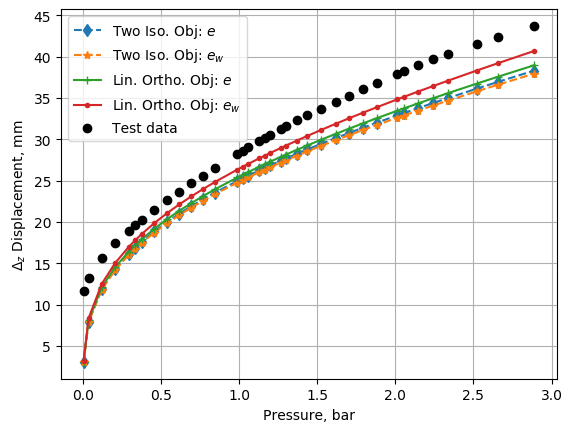 45
40
35
30
25
20
15
10
5
Δz Displacement, mm
Two Iso. Obj: e
Two Iso. Obj: ew
Lin. Ortho. Obj: e
Lin. Ortho. Obj: ew
Test data
0.0 0.5 1.0 1.5 2.0 2.5 3.0
Pressure, bar